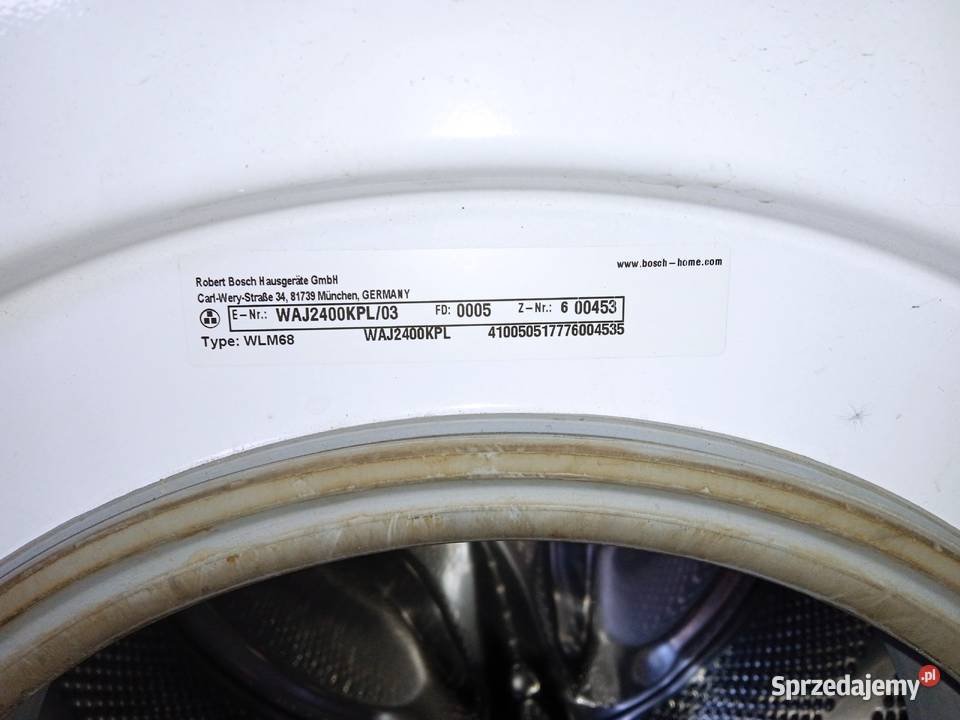 www.bosch-home.com
Robert Bosch Hausgeräte GmbH
Carl-Wery-Straße 34, 81739 München, GERMANY
E-Nr.: WAJ2400KPL/03 FD: 0005 Z-Nr.: 6 00453
Type: WLM68 WAJ2400KPL 410050517776004535
Sprzedajemy.pl